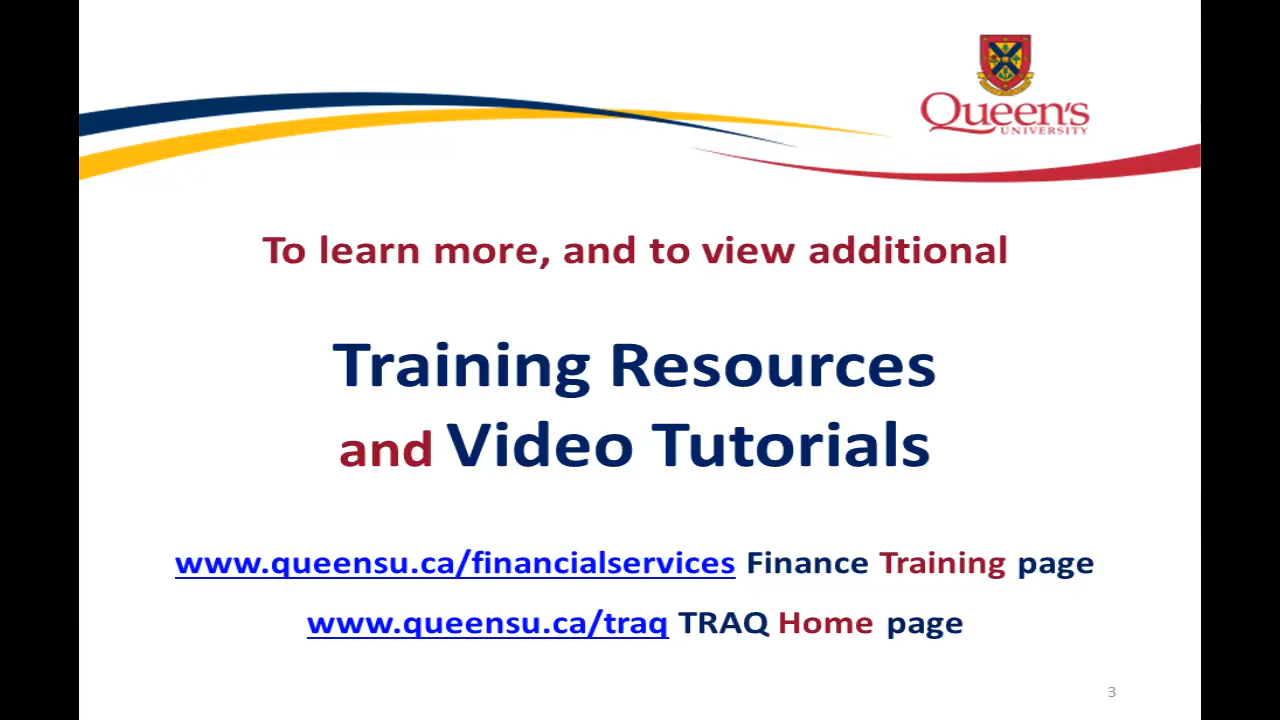 Queen's
UNIVERSITY
To learn more, and to view additional
Training Resources
and Video Tutorials
www.queensu.ca/financialservices Finance Training page
www.queensu.ca/traq TRAQ Home page
3